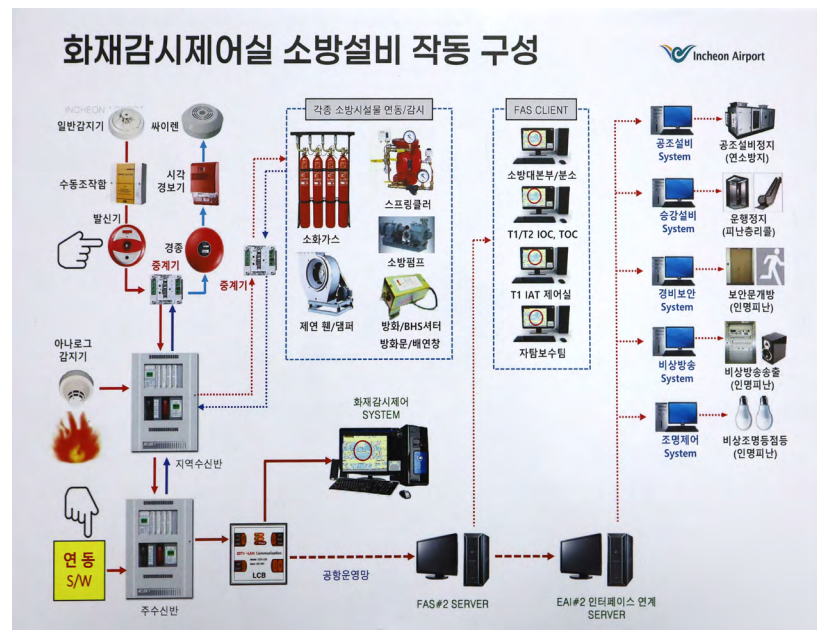 화재감시제어실 소방설비 작동 구성
Incheon Airport
일반감지기
싸이렌
수동조작함
시각
경보기
발신기
경종
중계기
중계기
아나로그
감지기
지역수신반
연동
S/W
주수신반
각종 소방시설물 연동/감시
소화가스
스프링클러
소방펌프
제연 휀/댐퍼
방화/BHS셔터
방화문/배연창
화재감시제어
SYSTEM
LCB
공항운영망
FAS CLIENT
소방대본부/분소
T1/T2 IOC, TOC
T1 IAT 제어실
자탐보수팀
FAS#2 SERVER
EAI#2 인터페이스 연계
SERVER
공조설비
System
공조설비정지
(연소방지)
승강설비
System
운행정지
(피난층리콜)
경비보안
System
보안문개방
(인명피난)
비상방송
System
비상방송송출
(인명피난)
조명제어
System
비상조명등점등
(인명피난)